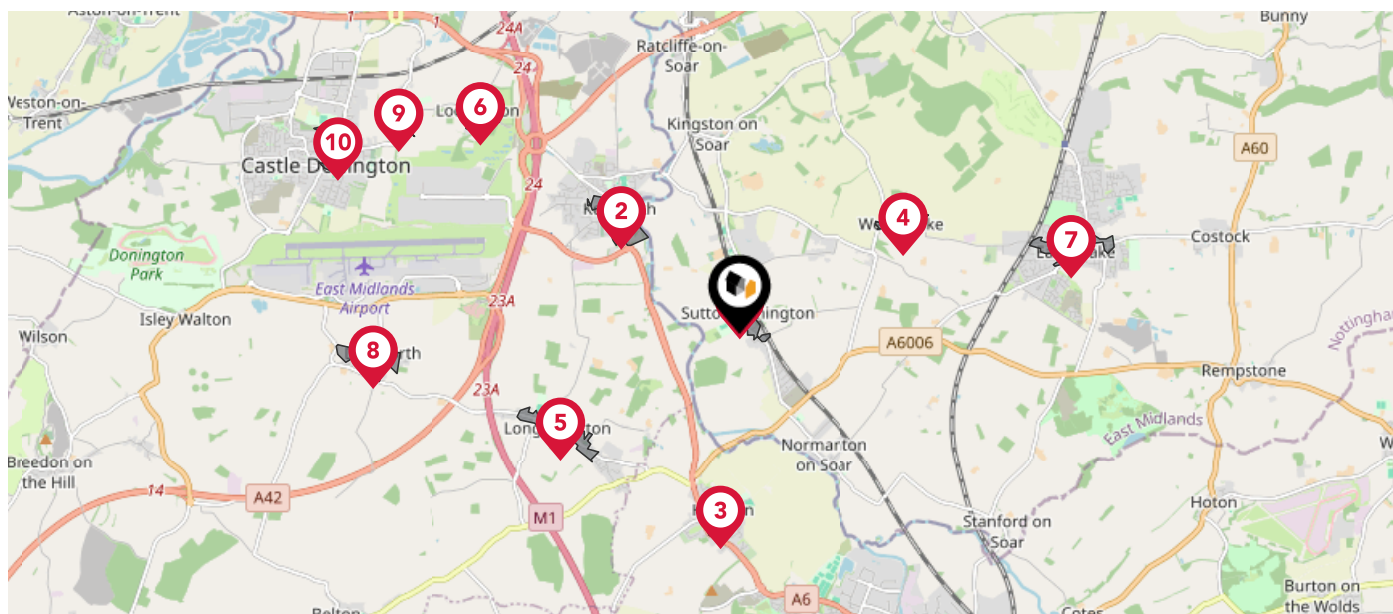 Aston-on-Trent
1
1
24A
Bunny
Ratcliffe-on-
Soar
24
6
9
Weston-on-
Trent
Kingston on
Soar
10
A60
Castle Donington
24
2
4
7
Costock
Donington
Park
East Midlands
Airport
23A
Isley Walton
Wilson
Sutton Bonington
A6006
Nottingham
8
Rempstone
23A
5
East Midlands
Normanton
on Soar
Breedon on
the Hill
14
A42
M1
3
Hoton
Stanford on
Soar
A6
Burton on
the Wolds
Belton
Cotes